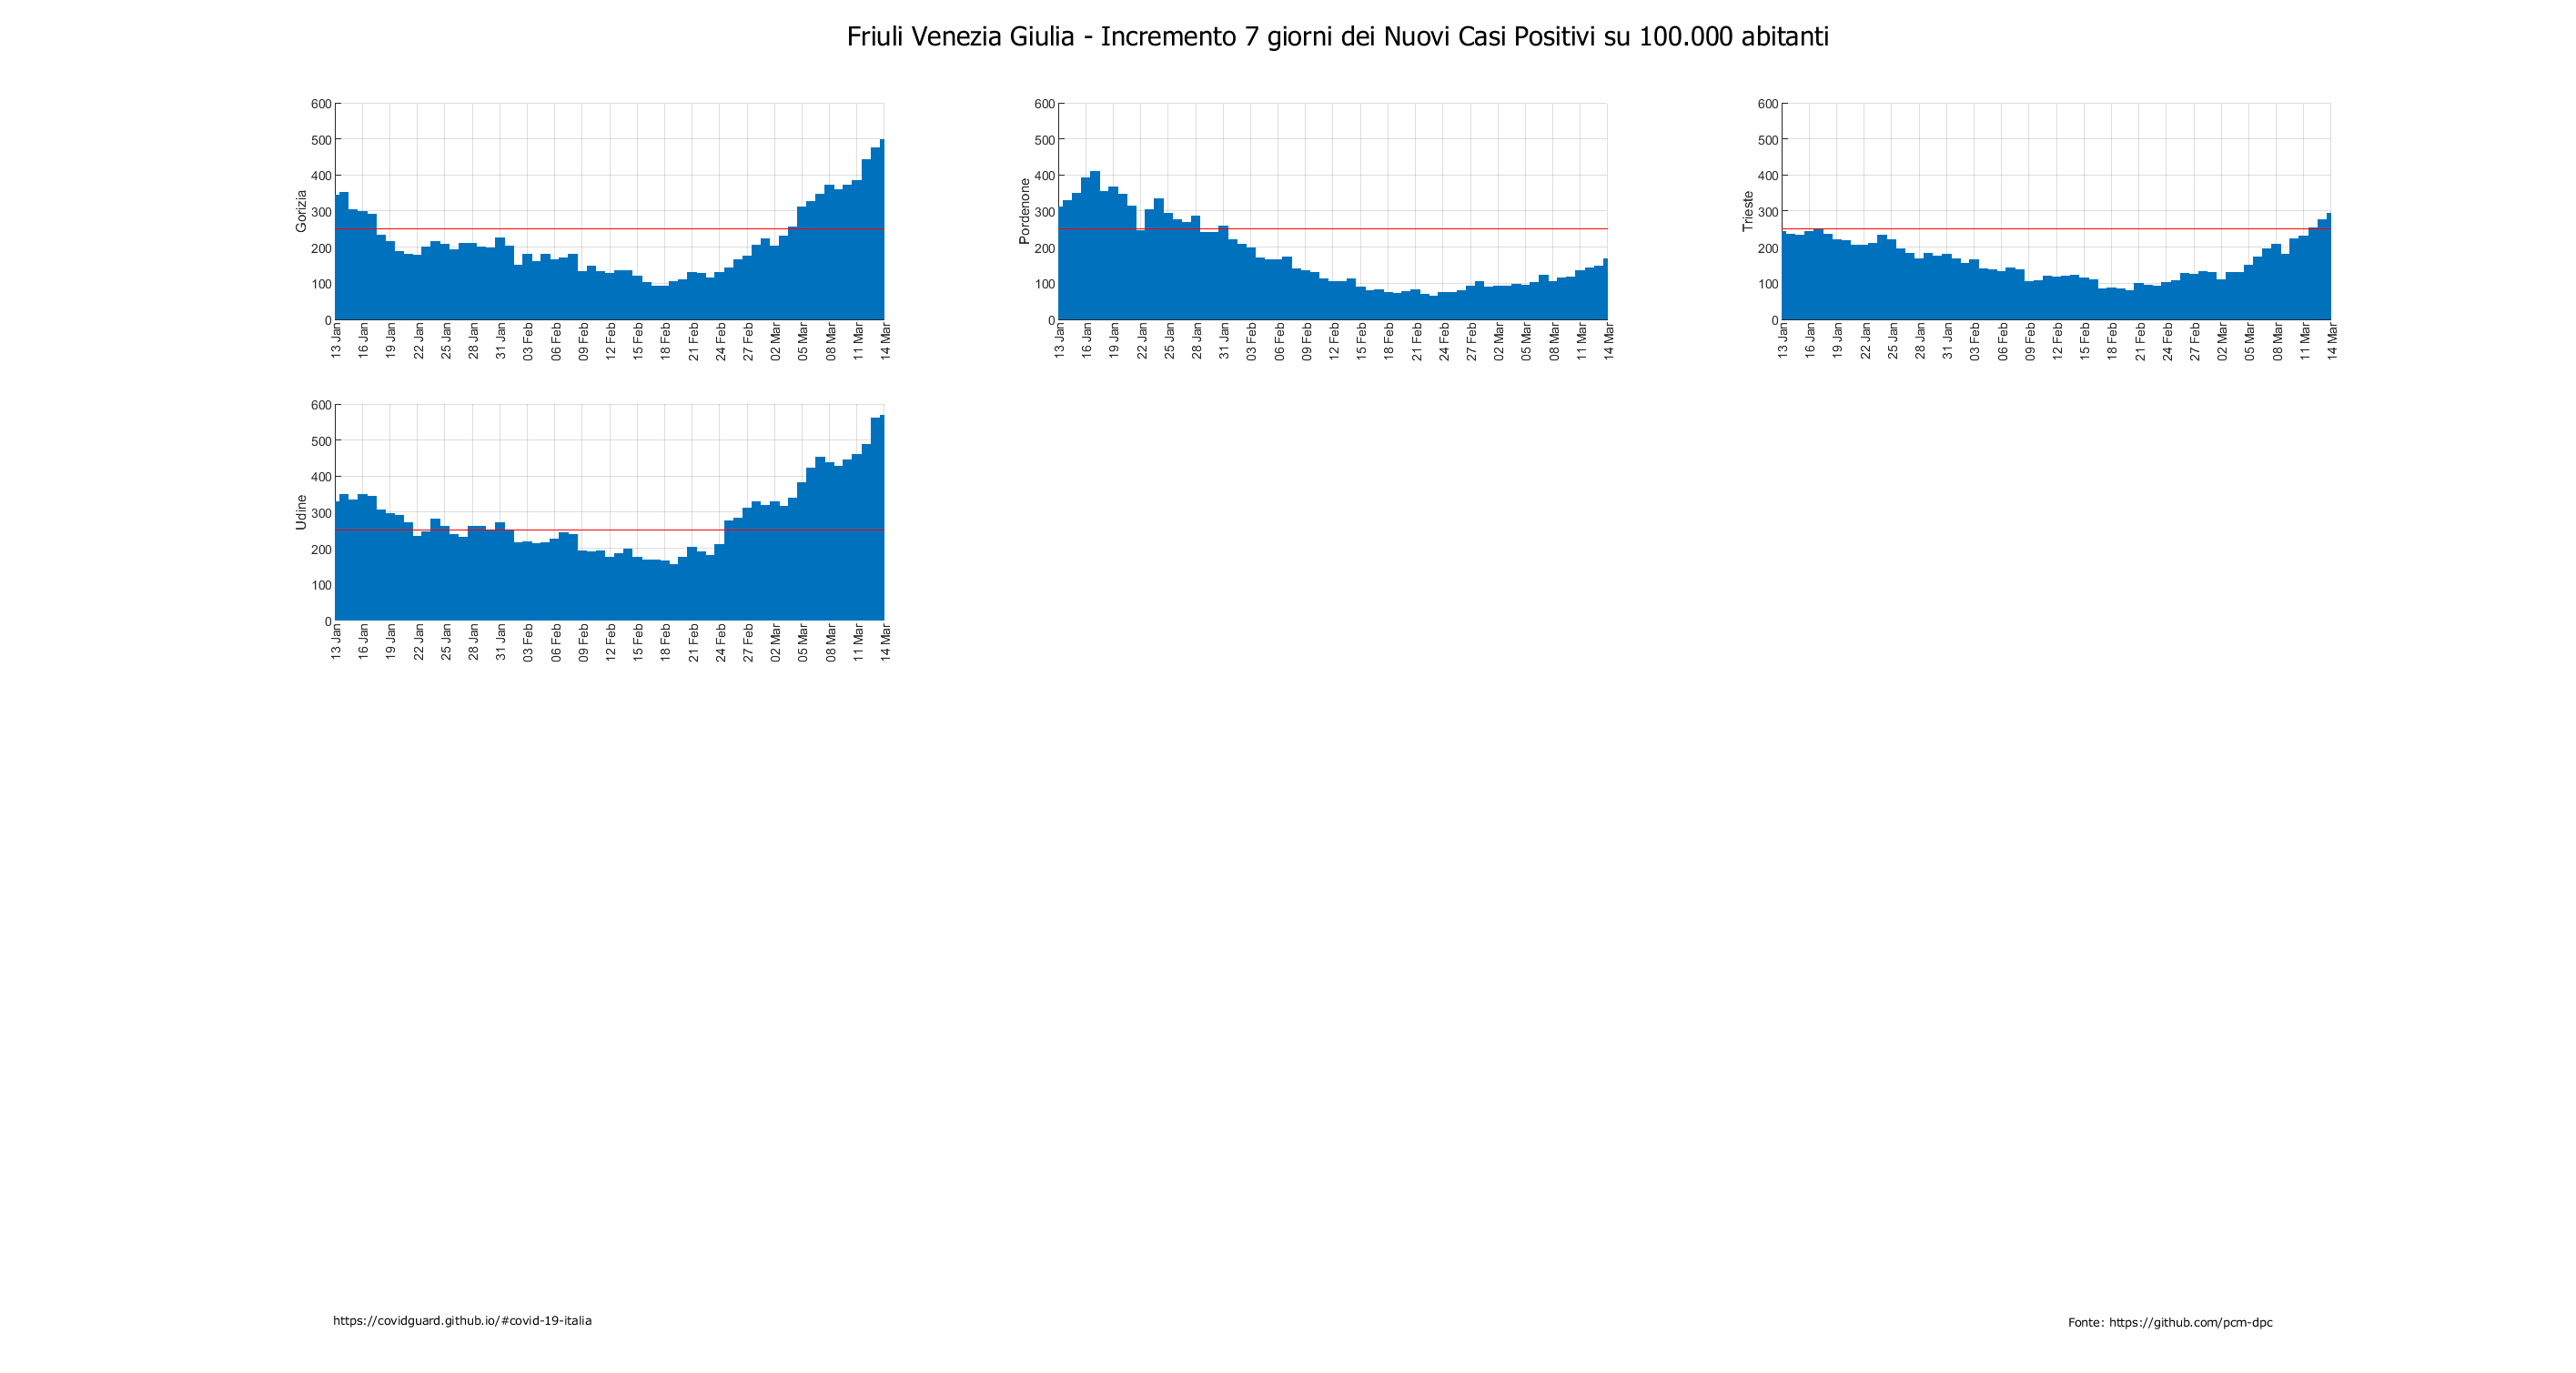 Friuli Venezia Giulia - Incremento 7 giorni dei Nuovi Casi Positivi su 100.000 abitanti
600
500
400
300
200
100
0
Gorizia
13 Jan 16 Jan 19 Jan 22 Jan 25 Jan 28 Jan 31 Jan 03 Feb 06 Feb 09 Feb 12 Feb 15 Feb 18 Feb 21 Feb 24 Feb 27 Feb 02 Mar 05 Mar 08 Mar 11 Mar 14 Mar
600
500
400
300
200
100
0
Pordenone
13 Jan 16 Jan 19 Jan 22 Jan 25 Jan 28 Jan 31 Jan 03 Feb 06 Feb 09 Feb 12 Feb 15 Feb 18 Feb 21 Feb 24 Feb 27 Feb 02 Mar 05 Mar 08 Mar 11 Mar 14 Mar
600
500
400
300
200
100
0
Trieste
13 Jan 16 Jan 19 Jan 22 Jan 25 Jan 28 Jan 31 Jan 03 Feb 06 Feb 09 Feb 12 Feb 15 Feb 18 Feb 21 Feb 24 Feb 27 Feb 02 Mar 05 Mar 08 Mar 11 Mar 14 Mar
600
500
400
300
200
100
0
Udine
13 Jan 16 Jan 19 Jan 22 Jan 25 Jan 28 Jan 31 Jan 03 Feb 06 Feb 09 Feb 12 Feb 15 Feb 18 Feb 21 Feb 24 Feb 27 Feb 02 Mar 05 Mar 08 Mar 11 Mar 14 Mar
https://covidguard.github.io/#covid-19-italia
Fonte: https://github.com/pcm-dpc